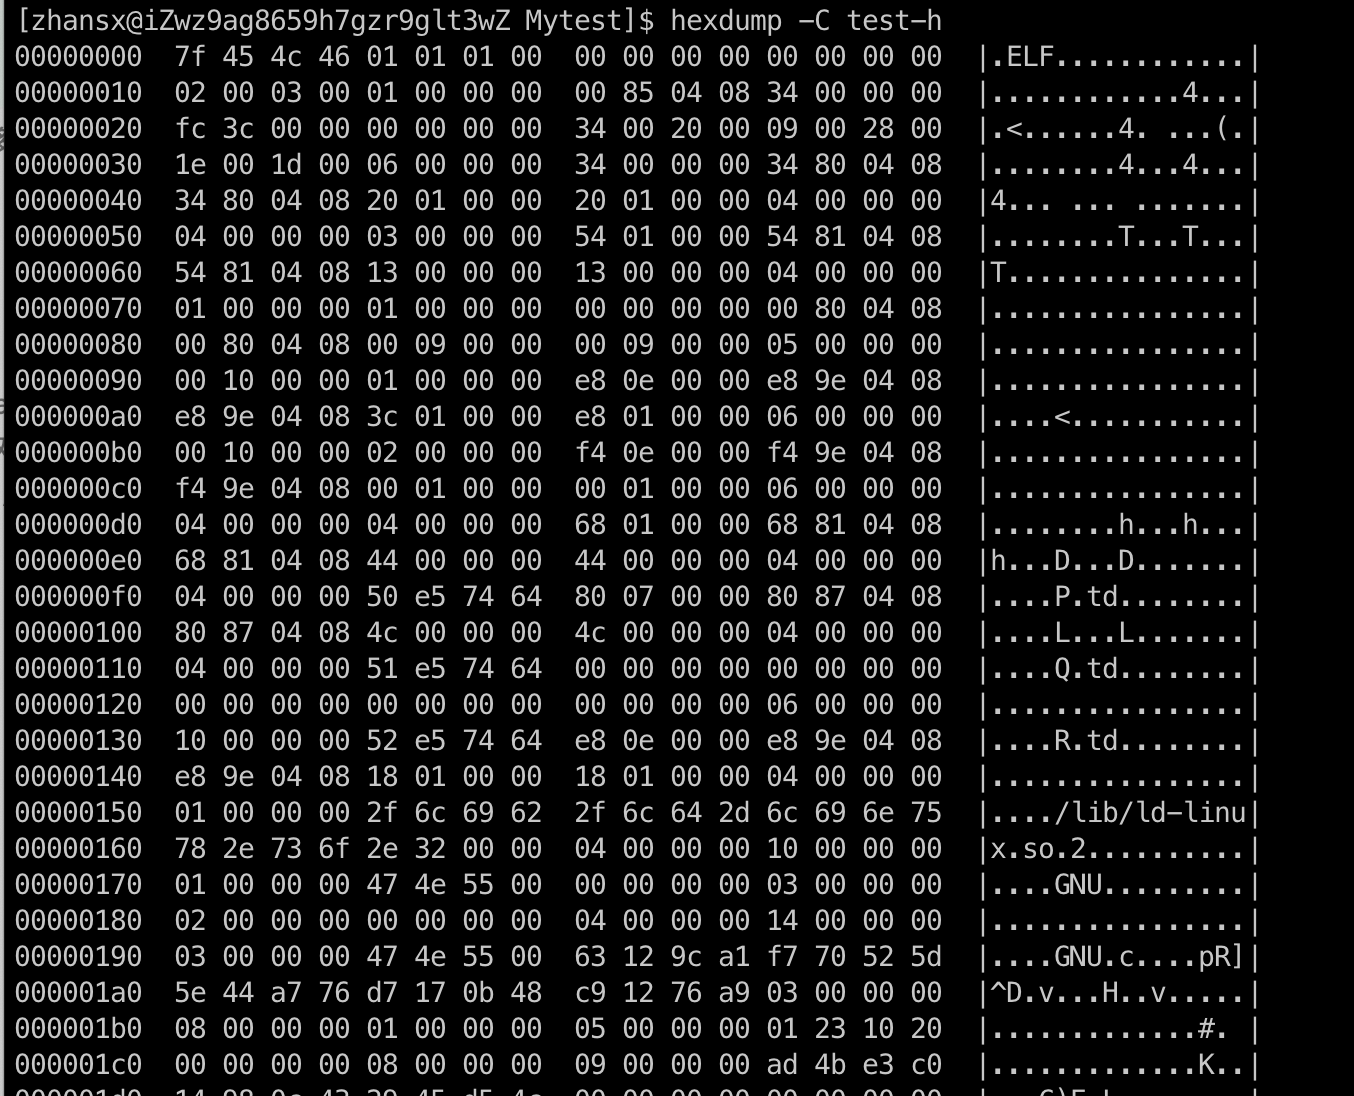 [zhansx@iZwz9ag8659h7gzr9glt3wZ Mytest]$ hexdump -C test-h
00000000  7f 45 4c 46 01 01 01 00  00 00 00 00 00 00 00 00  |.ELF............|
00000010  02 00 03 00 01 00 00 00  00 85 04 08 34 00 00 00  |............4...|
00000020  fc 3c 00 00 00 00 00 00  34 00 20 00 09 00 28 00  |.<......4. ...(.|
00000030  1e 00 1d 00 06 00 00 00  34 00 00 00 34 80 04 08  |........4...4...|
00000040  34 80 04 08 20 01 00 00  20 01 00 00 04 00 00 00  |4... ... .......|
00000050  04 00 00 00 03 00 00 00  54 01 00 00 54 81 04 08  |........T...T...|
00000060  54 81 04 08 13 00 00 00  13 00 00 00 04 00 00 00  |T...............|
00000070  01 00 00 00 01 00 00 00  00 00 00 00 00 80 04 08  |................|
00000080  00 80 04 08 00 09 00 00  00 09 00 00 05 00 00 00  |................|
00000090  00 10 00 00 01 00 00 00  e8 0e 00 00 e8 9e 04 08  |................|
000000a0  e8 9e 04 08 3c 01 00 00  e8 01 00 00 06 00 00 00  |....<...........|
000000b0  00 10 00 00 02 00 00 00  f4 0e 00 00 f4 9e 04 08  |................|
000000c0  f4 9e 04 08 00 01 00 00  00 01 00 00 06 00 00 00  |................|
000000d0  04 00 00 00 04 00 00 00  68 01 00 00 68 81 04 08  |........h...h...|
000000e0  68 81 04 08 44 00 00 00  44 00 00 00 04 00 00 00  |h...D...D.......|
000000f0  04 00 00 00 50 e5 74 64  80 07 00 00 80 87 04 08  |....P.td........|
00000100  80 87 04 08 4c 00 00 00  4c 00 00 00 04 00 00 00  |....L...L.......|
00000110  04 00 00 00 51 e5 74 64  00 00 00 00 00 00 00 00  |....Q.td........|
00000120  00 00 00 00 00 00 00 00  00 00 00 00 06 00 00 00  |................|
00000130  10 00 00 00 52 e5 74 64  e8 0e 00 00 e8 9e 04 08  |....R.td........|
00000140  e8 9e 04 08 18 01 00 00  18 01 00 00 04 00 00 00  |................|
00000150  01 00 00 00 2f 6c 69 62  2f 6c 64 2d 6c 69 6e 75  |..../lib/ld-linu|
00000160  78 2e 73 6f 2e 32 00 00  04 00 00 00 10 00 00 00  |x.so.2..........|
00000170  01 00 00 00 47 4e 55 00  00 00 00 00 03 00 00 00  |....GNU.........|
00000180  02 00 00 00 00 00 00 00  04 00 00 00 14 00 00 00  |................|
00000190  03 00 00 00 47 4e 55 00  63 12 9c a1 f7 70 52 5d  |....GNU.c....pR]|
000001a0  5e 44 a7 76 d7 17 0b 48  c9 12 76 a9 03 00 00 00  |^D.v...H..v.....|
000001b0  08 00 00 00 01 00 00 00  05 00 00 00 01 23 10 20  |.............#. |
000001c0  00 00 00 00 08 00 00 00  09 00 00 00 ad 4b e3 c0  |.............K..|